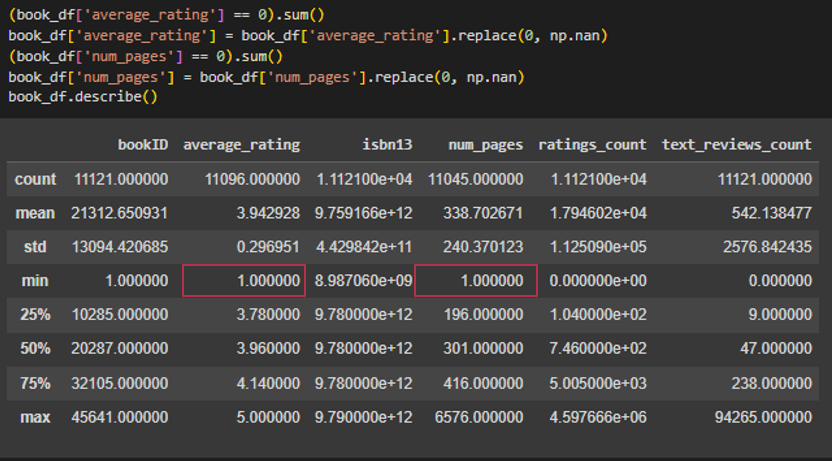 (book_df['average_rating'] == 0).sum()
book_df['average_rating'] = book_df['average_rating'].replace(0, np.nan)
(book_df['num_pages'] == 0).sum()
book_df['num_pages'] = book_df['num_pages'].replace(0, np.nan)
book_df.describe()
bookID average_rating isbn13 num_pages ratings_count text_reviews_count
count 11121.000000 11096.000000 1.112100e+04 11045.000000 1.112100e+04 11121.000000
mean 21312.650931 3.942928 9.759166e+12 338.702671 1.794602e+04 542.138477
std 13094.420685 0.296951 4.429842e+11 240.370123 1.125090e+05 2576.842435
min 1.000000 1.000000 8.987060e+09 1.000000 0.000000e+00 0.000000
25% 10285.000000 3.780000 9.780000e+12 196.000000 1.040000e+02 9.000000
50% 20287.000000 3.960000 9.780000e+12 301.000000 7.460000e+02 47.000000
75% 32105.000000 4.140000 9.780000e+12 416.000000 5.005000e+03 238.000000
max 45641.000000 5.000000 9.790000e+12 6576.000000 4.597666e+06 94265.000000